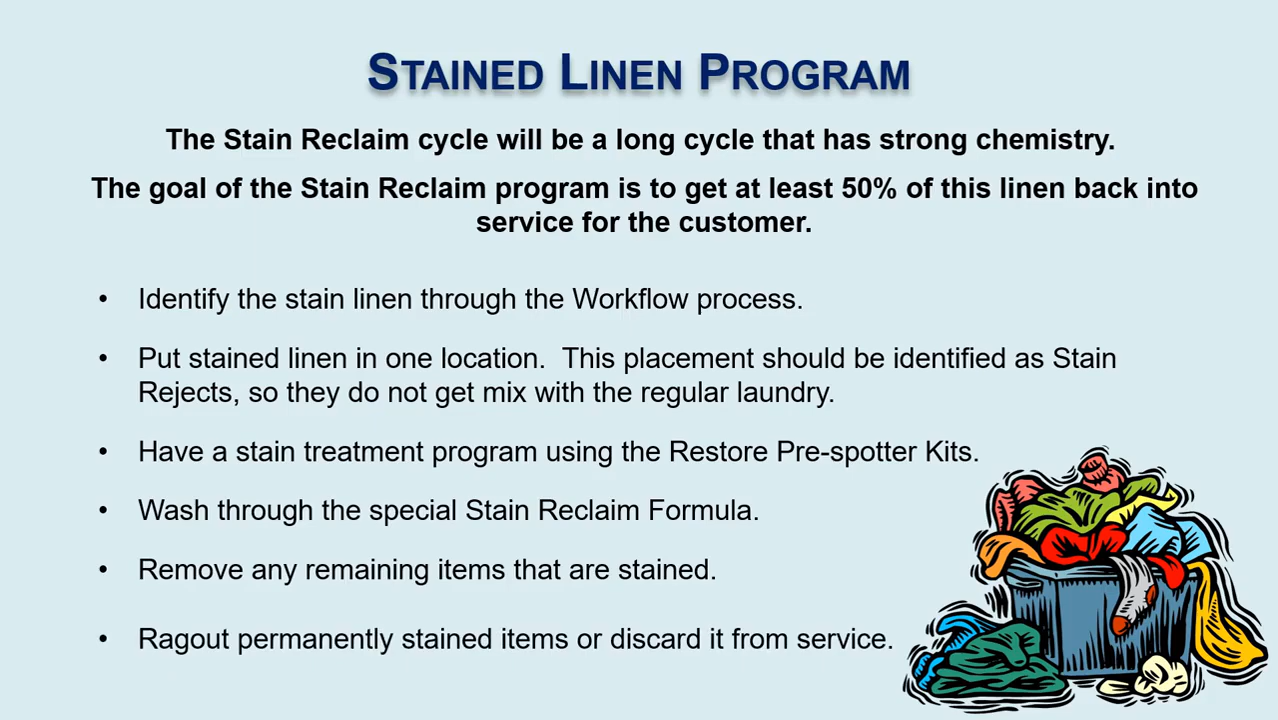 STAINED LINEN PROGRAM
The Stain Reclaim cycle will be a long cycle that has strong chemistry.
The goal of the Stain Reclaim program is to get at least 50% of this linen back into
service for the customer.
• Identify the stain linen through the Workflow process.
• Put stained linen in one location.  This placement should be identified as Stain
Rejects, so they do not get mix with the regular laundry.
• Have a stain treatment program using the Restore Pre-spotter Kits.
• Wash through the special Stain Reclaim Formula.
• Remove any remaining items that are stained.
• Ragout permanently stained items or discard it from service.